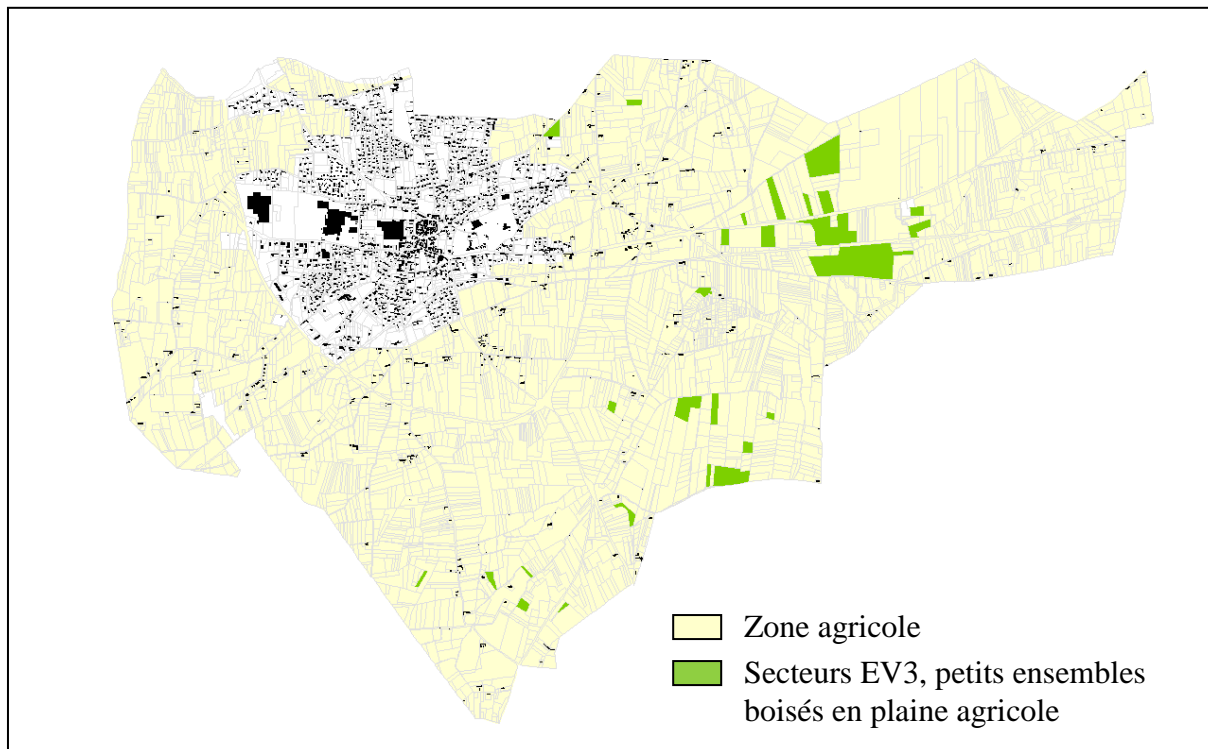 Zone agricole
Secteurs EV3, petits ensembles
boisés en plaine agricole